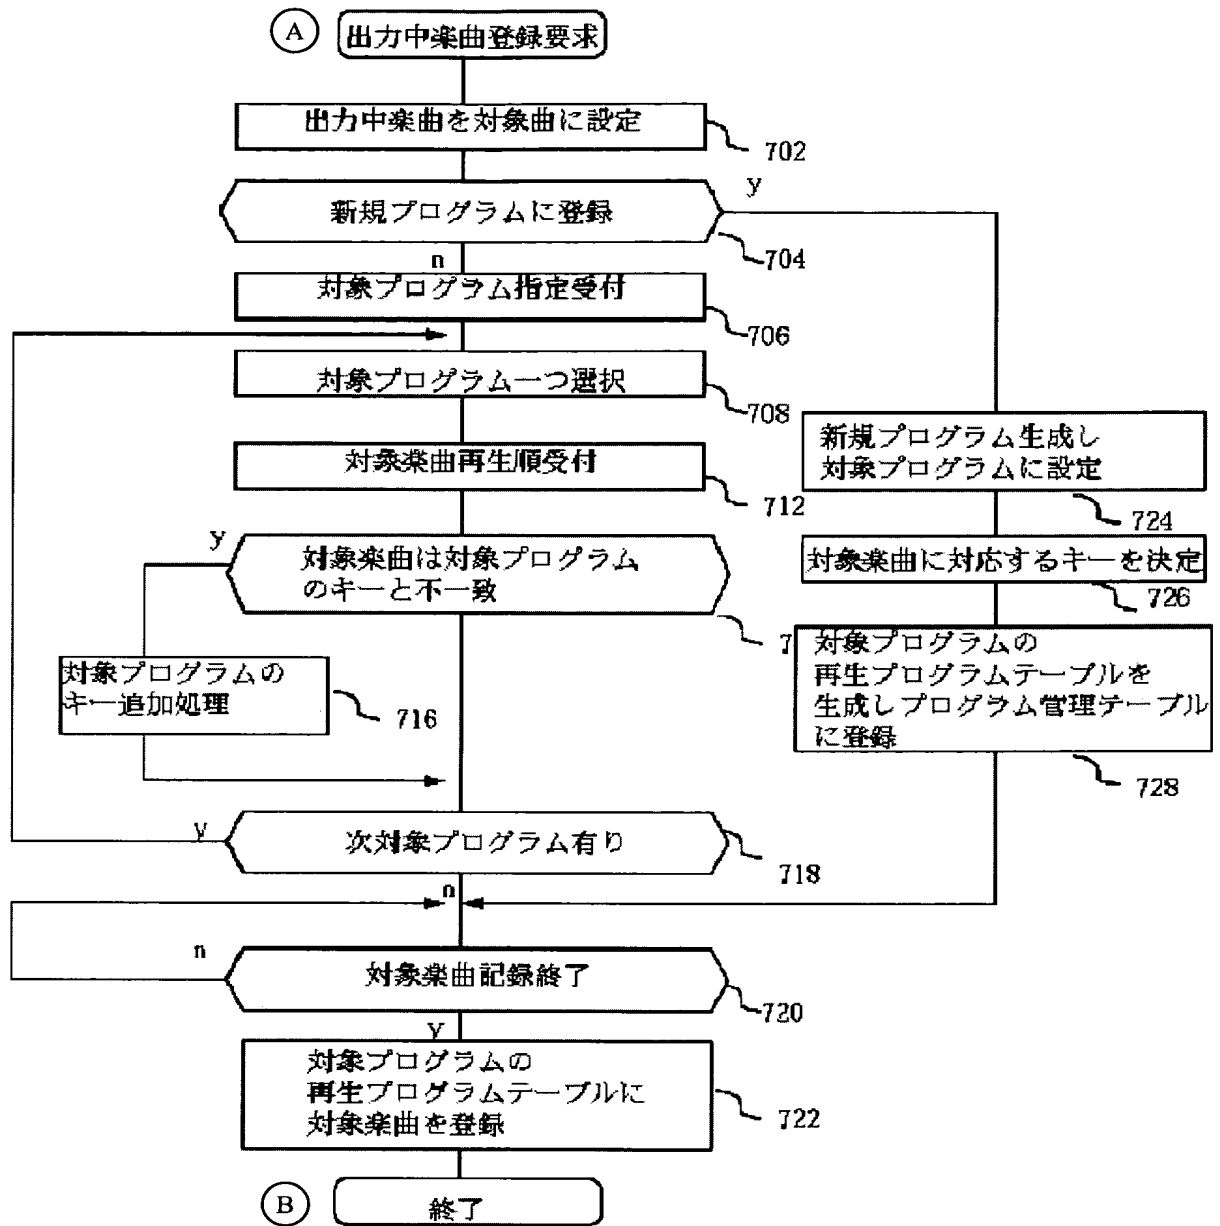 A
出力中楽曲登録要求
出力中楽曲を対象曲に設定
702
y
新規プログラムに登録
704
n
対象プログラム指定受付
706
対象プログラム一つ選択
708
新規プログラム生成し
対象プログラムに設定
724
対象楽曲再生順受付
712
y
対象楽曲は対象プログラム
のキーと不一致
7
対象楽曲に対応するキーを決定
726
対象プログラムの
再生プログラムテーブルを
生成しプログラム管理テーブル
に登録
728
対象プログラムの
キー追加処理
716
y
次対象プログラム有り
718
n
n
対象楽曲記録終了
720
y
対象プログラムの
再生プログラムテーブルに
対象楽曲を登録
722
B
終了